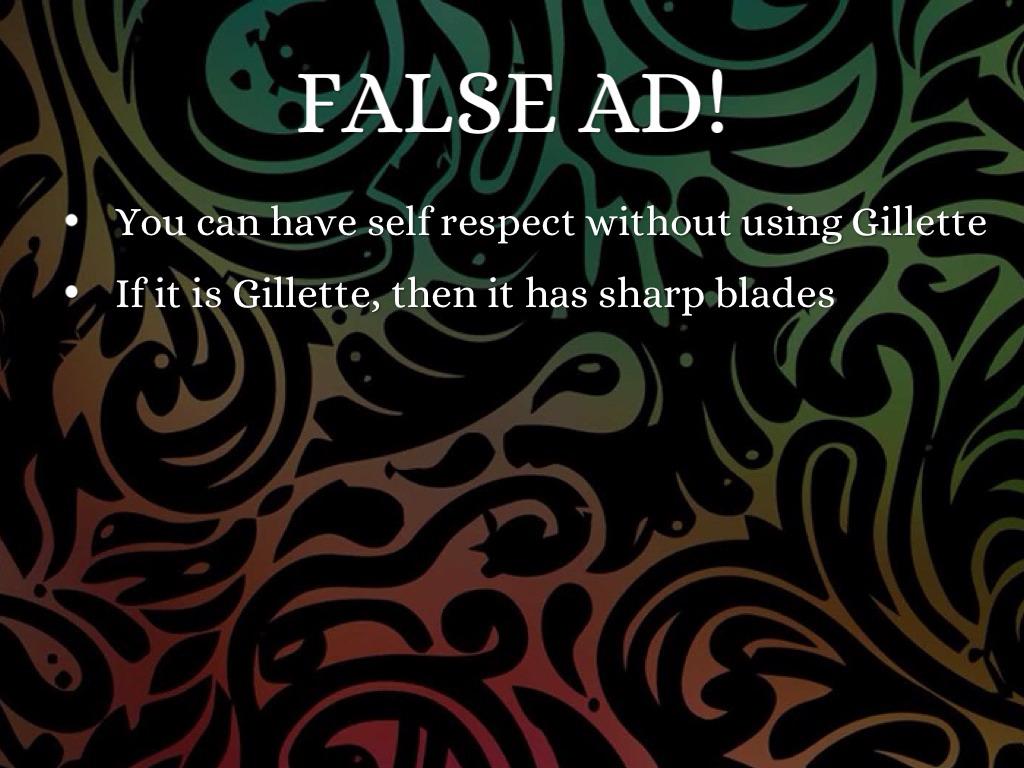 FALSE AD!
• You can have self respect without using Gillette
• If it is Gillette, then it has sharp blades